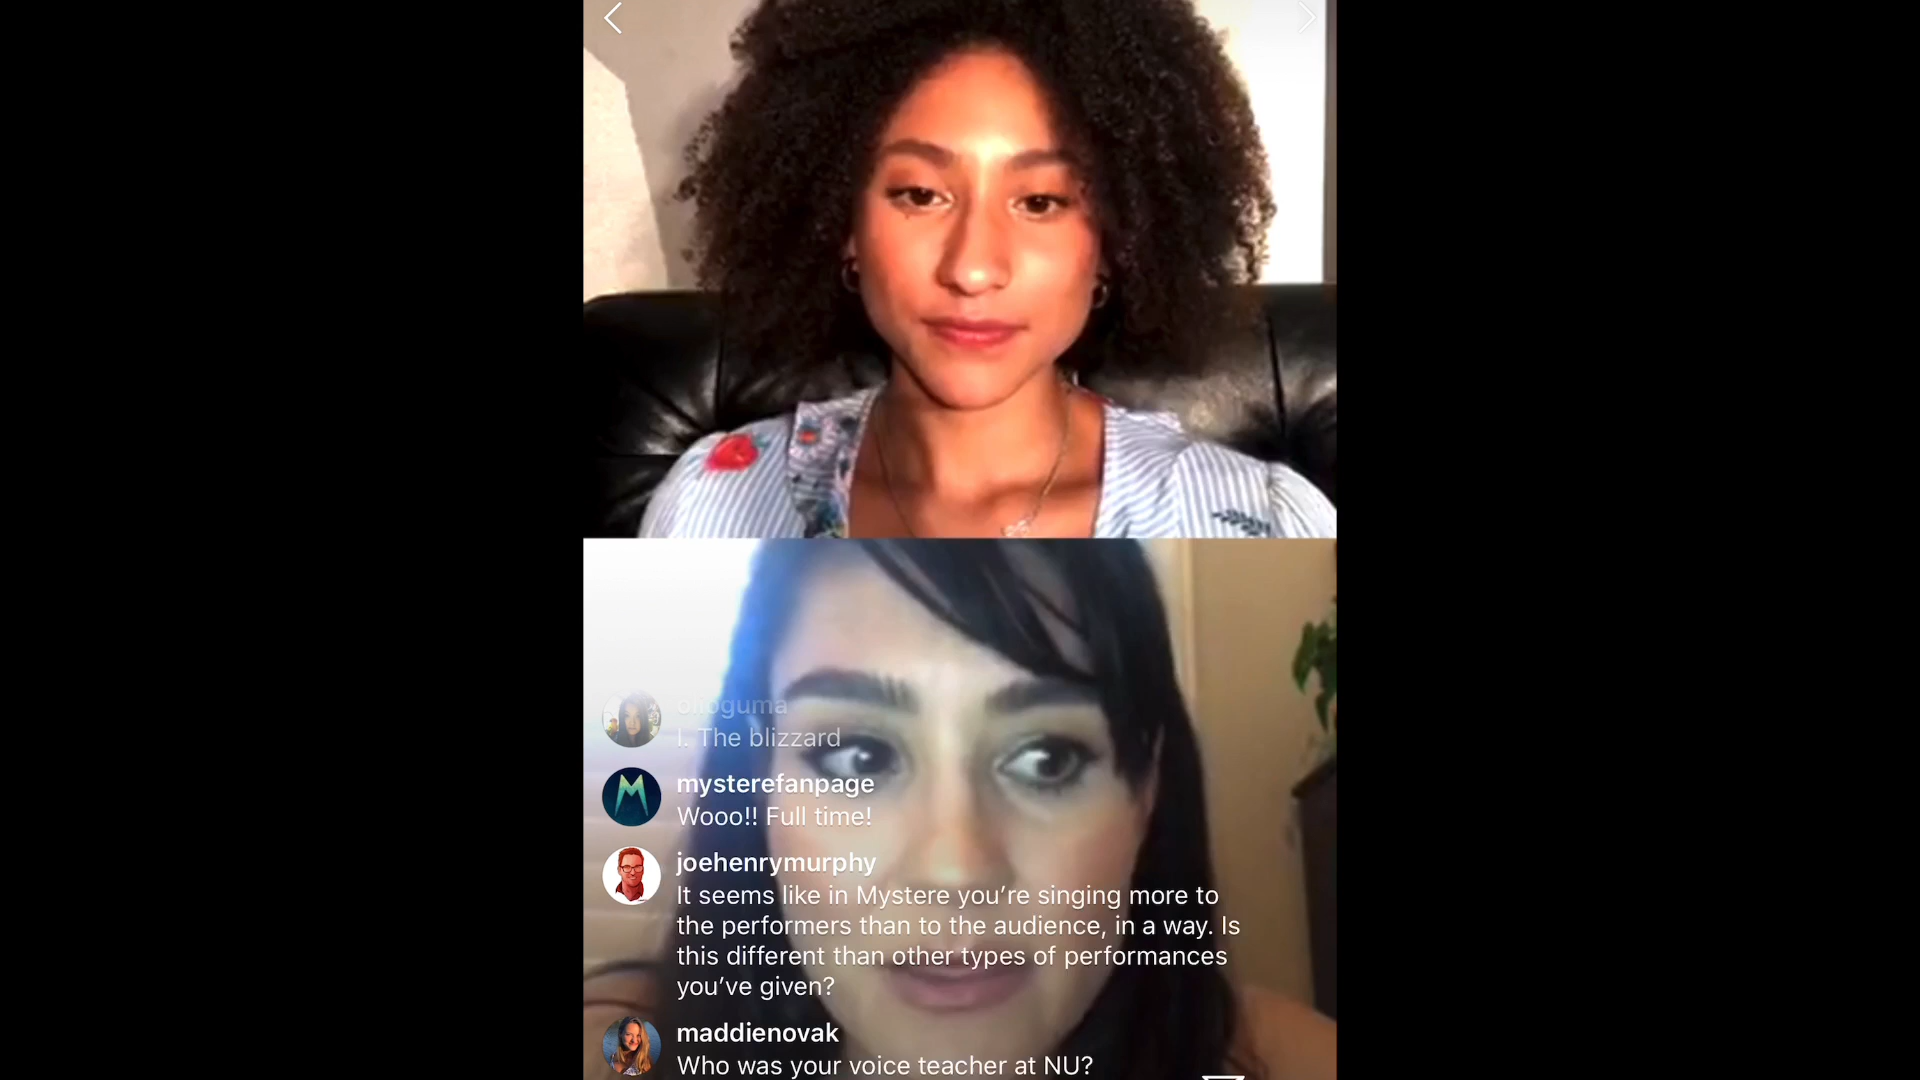 olioguma
I. The blizzard
mysterefanpage
Wooo!! Full time!
joehenrymurphy
It seems like in Mystere you’re singing more to
the performers than to the audience, in a way. Is
this different than other types of performances
you’ve given?
maddienovak
Who was your voice teacher at NU?